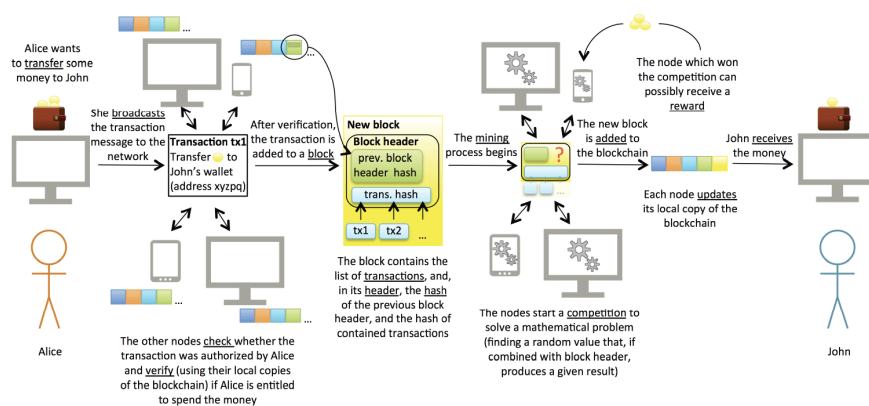 Alice wants
to transfer some
money to John
She broadcasts
the transaction
message to the
network
...
...
Transaction tx1
Transfer to
John's wallet
(address xyzpq)
...
...
The other nodes check whether the
transaction was authorized by Alice
and verify (using their local copies
of the blockchain) if Alice is entitled
to spend the money
After verification, the
transaction is
added to a block
New block
Block header
prev. block
header hash
trans. hash
tx1
tx2
...
The block contains the
list of transactions, and,
in its header, the hash
of the previous block
header, and the hash of
contained transactions
The mining
process begins
?
...
The nodes start a competition to
solve a mathematical problem
(finding a random value that, if
combined with block header,
produces a given result)
The node which won
the competition can
possibly receive a
reward
The new block
is added to
the blockchain
Each node updates
its local copy of the
blockchain
John receives
the money
Alice
John